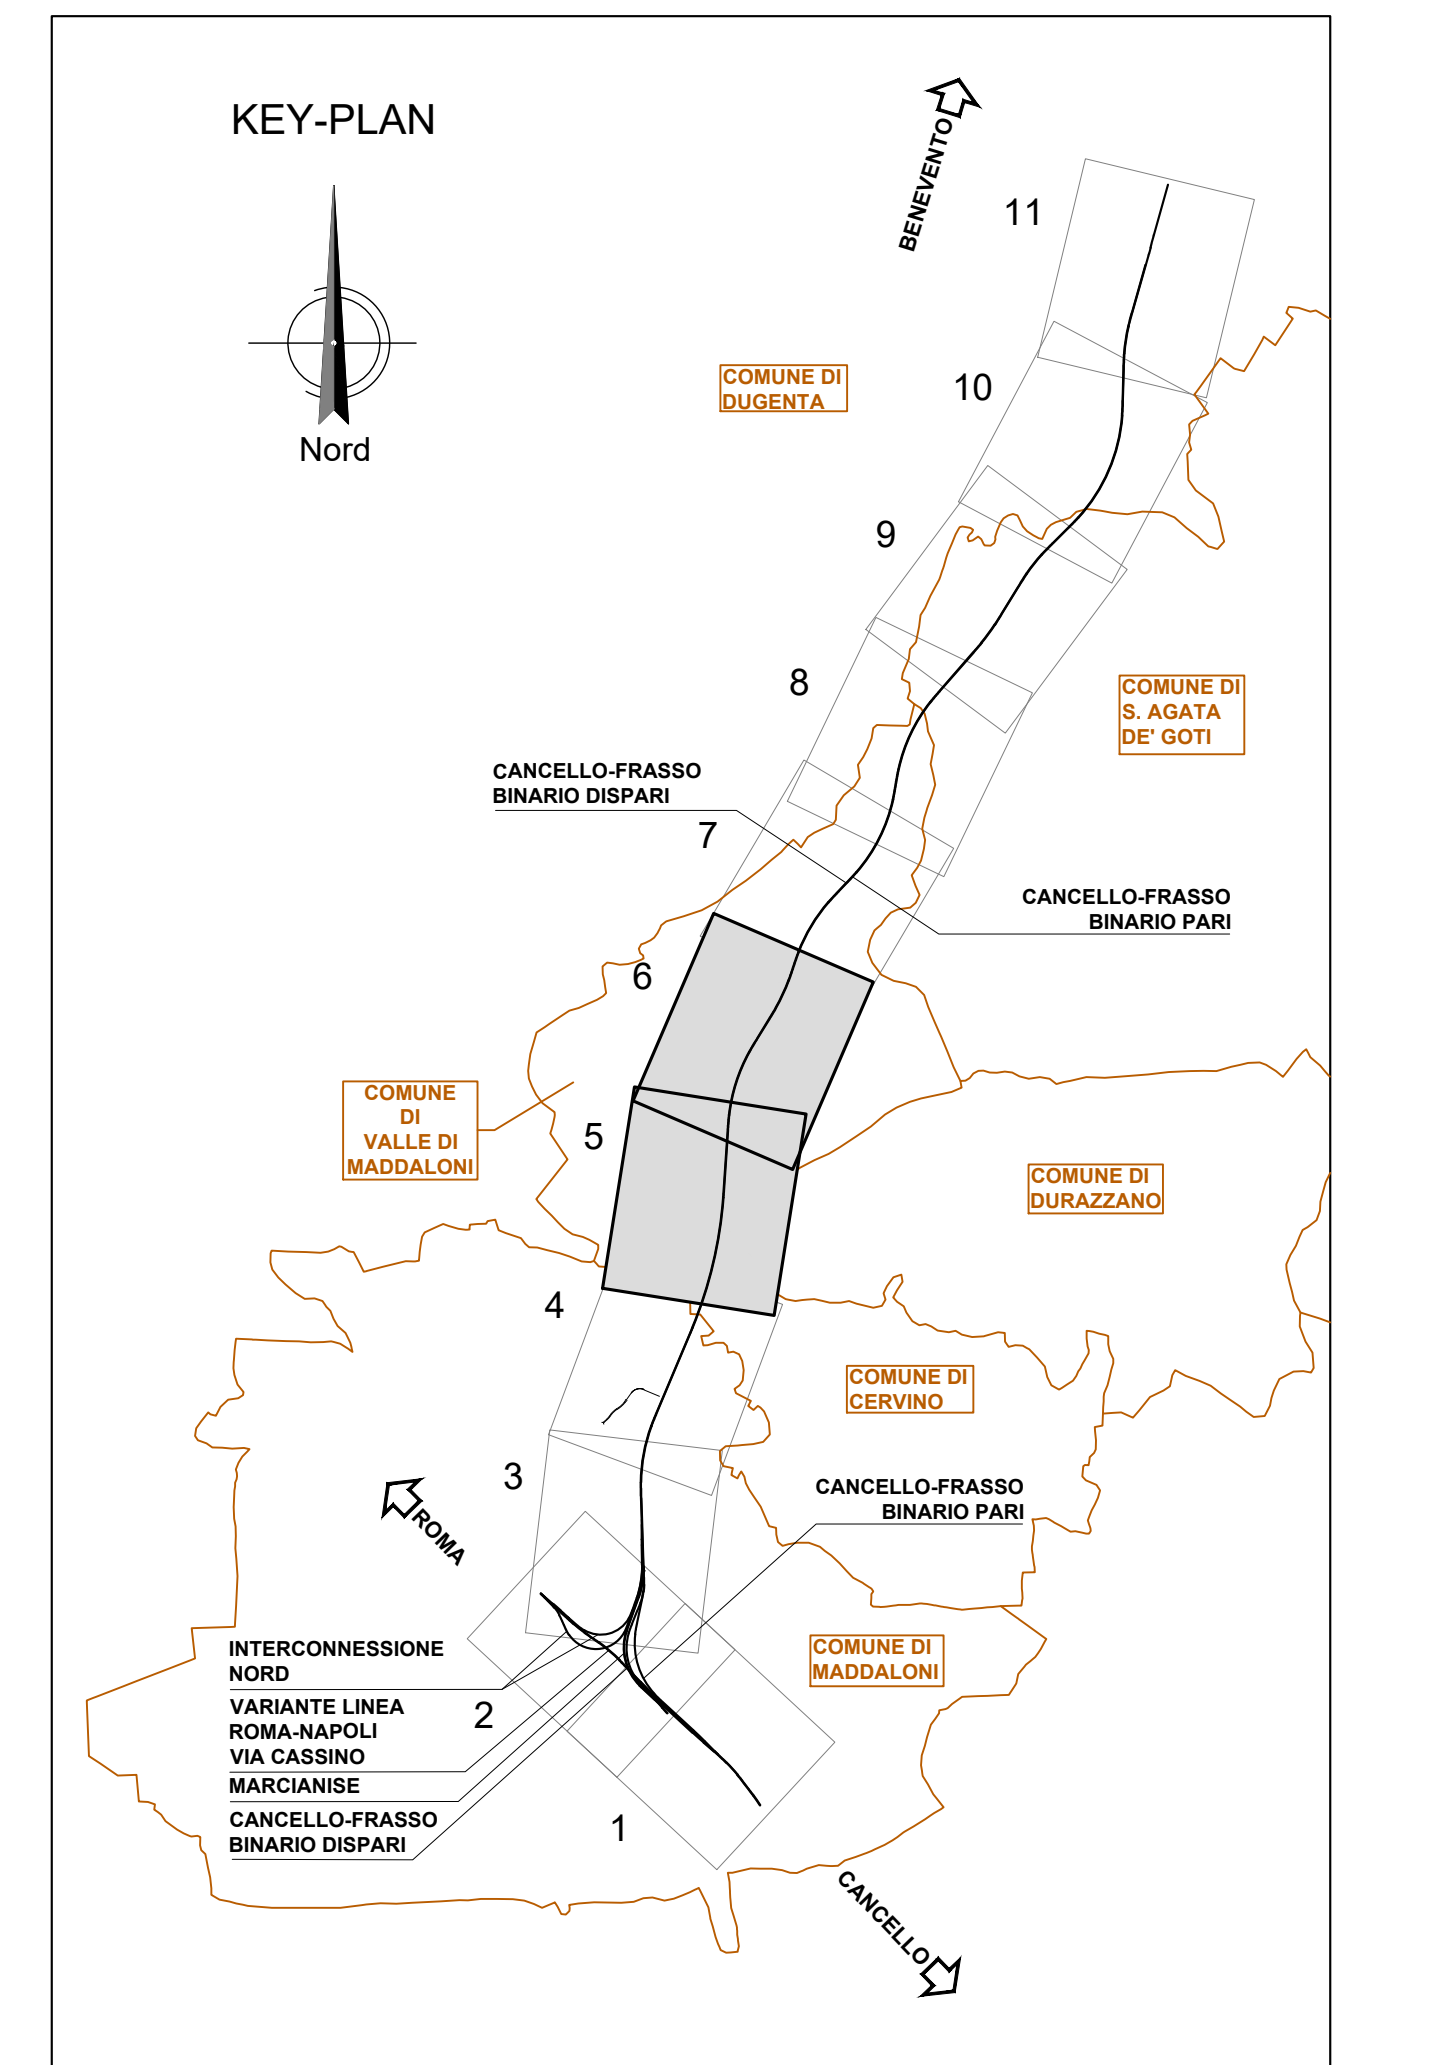 KEY-PLAN
Nord
BENEVENTO
11
COMUNE DI
DUGENTA
10
9
8
COMUNE DI
S. AGATA
DE' GOTI
CANCELLO-FRASSO
BINARIO DISPARI
7
CANCELLO-FRASSO
BINARIO PARI
6
COMUNE
DI
VALLE DI
MADDALONI
5
COMUNE DI
DURAZZANO
4
COMUNE DI
CERVINO
3
CANCELLO-FRASSO
BINARIO PARI
ROMA
INTERCONNESSIONE
NORD
COMUNE DI
MADDALONI
2
VARIANTE LINEA
ROMA-NAPOLI
VIA CASSINO
MARCIANISE
CANCELLO-FRASSO
BINARIO DISPARI
1
CANCELLO